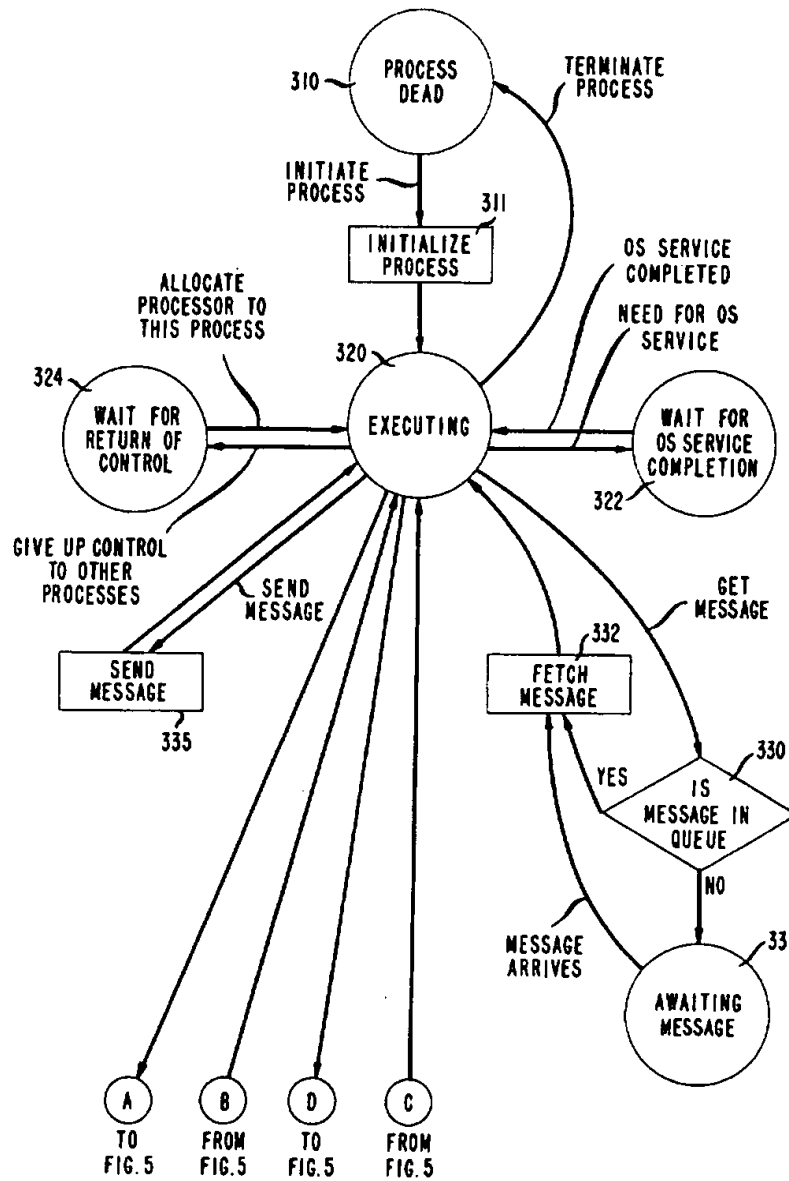 310
PROCESS
DEAD
TERMINATE
PROCESS
INITIATE
PROCESS
311
INITIALIZE
PROCESS
ALLOCATE
PROCESSOR TO
THIS PROCESS
OS SERVICE
COMPLETED
NEED FOR OS
SERVICE
324
320
WAIT FOR
RETURN OF
CONTROL
EXECUTING
WAIT FOR
OS SERVICE
COMPLETION
322
GIVE UP CONTROL
TO OTHER
PROCESSES
SEND
MESSAGE
GET
MESSAGE
SEND
MESSAGE
335
332
FETCH
MESSAGE
330
YES
IS
MESSAGE IN
QUEUE
NO
MESSAGE
ARRIVES
33
AWAITING
MESSAGE
A
TO
FIG.5
B
FROM
FIG.5
D
TO
FIG.5
C
FROM
FIG.5